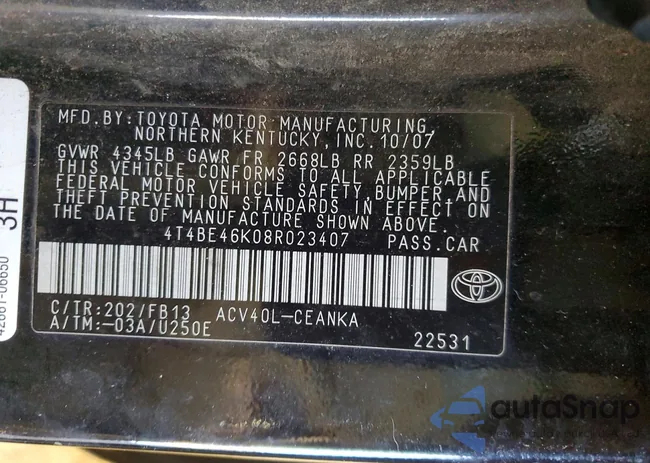 MFD.BY:TOYOTA MOTOR MANUFACTURING,
NORTHERN KENTUCKY,INC.10/07
GVWR 4345LB GAWR FR 2668LB RR 2359LB
THIS VEHICLE CONFORMS TO ALL APPLICABLE
FEDERAL MOTOR VEHICLE SAFETY,BUMPER,AND
THEFT PREVENTION STANDARDS IN EFFECT ON
THE DATE OF MANUFACTURE SHOWN ABOVE.
4T4BE46K08R023407 PASS.CAR
C/TR:202/FB13 ACV40L-CEANKA
A/TM:-03A/U250E
22531
3H
42661-06650
autoSnap